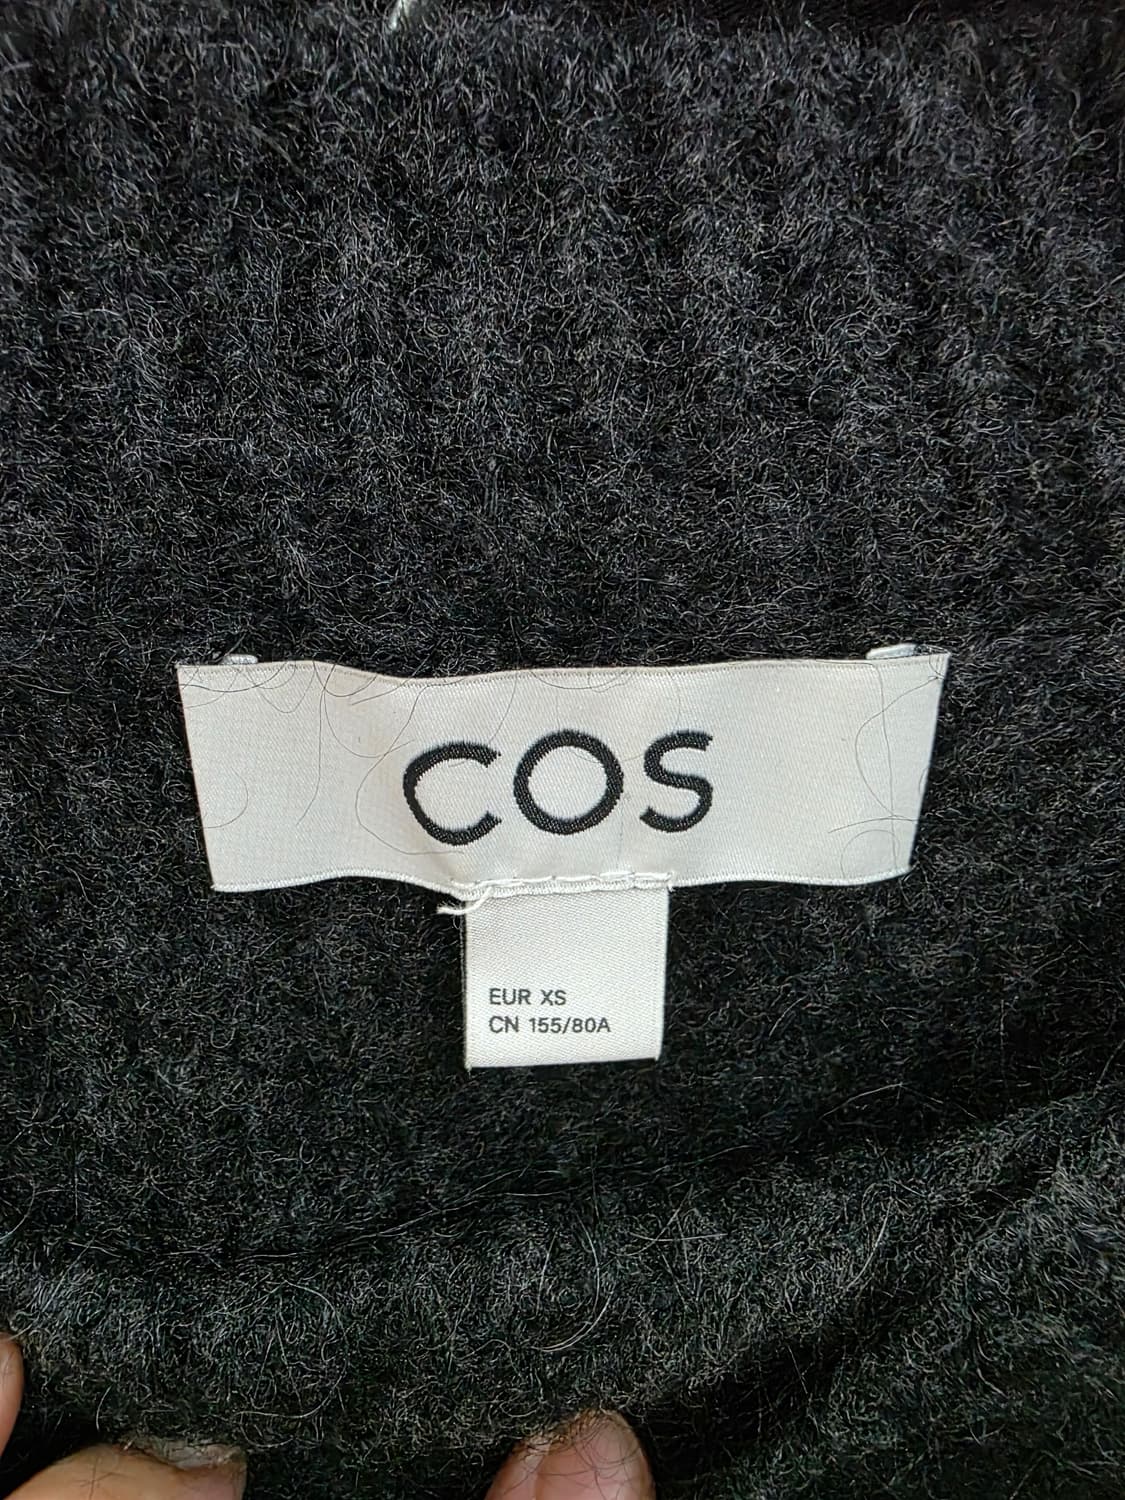 COS
EUR XS
CN 155/80A